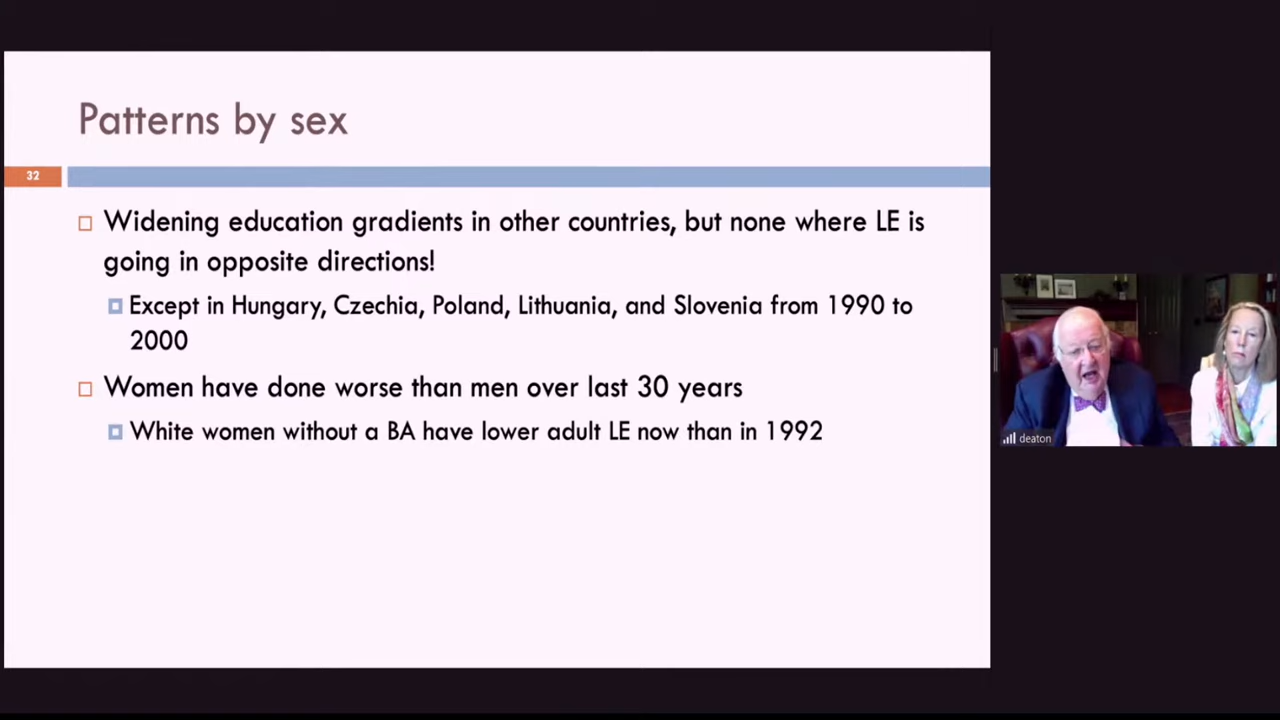 Patterns by sex
32
Widening education gradients in other countries, but none where LE is
going in opposite directions!
Except in Hungary, Czechia, Poland, Lithuania, and Slovenia from 1990 to
2000
Women have done worse than men over last 30 years
White women without a BA have lower adult LE now than in 1992
deaton